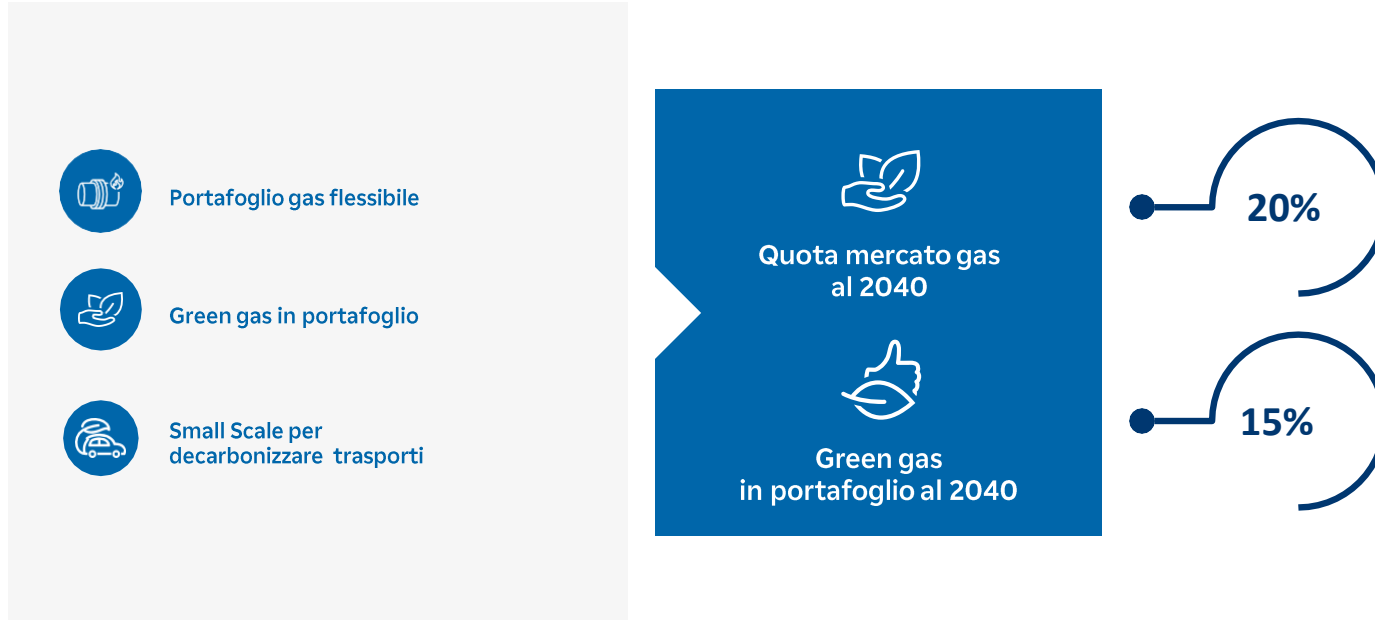 Portafoglio gas flessibile
Green gas in portafoglio
Small Scale per
decarbonizzare trasporti
Quota mercato gas
al 2040
Green gas
in portafoglio al 2040
20%
15%